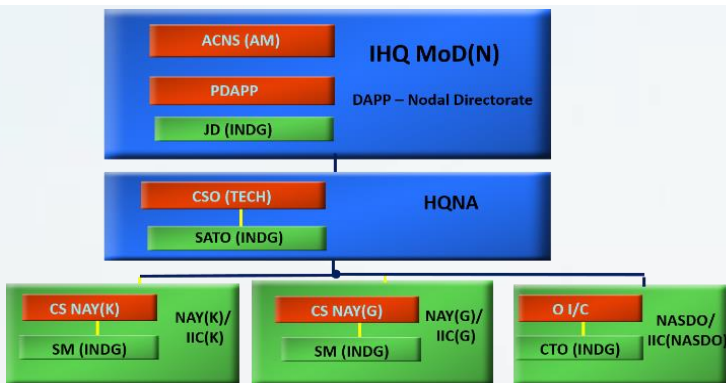 ACNS (AM)
IHQ MoD(N)
PDAPP
DAPP – Nodal Directorate
JD (INDG)
CSO (TECH)
HQNA
SATO (INDG)
CS NAY(K)
NAY(K)/
IIC(K)
SM (INDG)
CS NAY(G)
NAY(G)/
IIC(G)
SM (INDG)
O I/C
NASDO/
IIC(NASDO)
CTO (INDG)